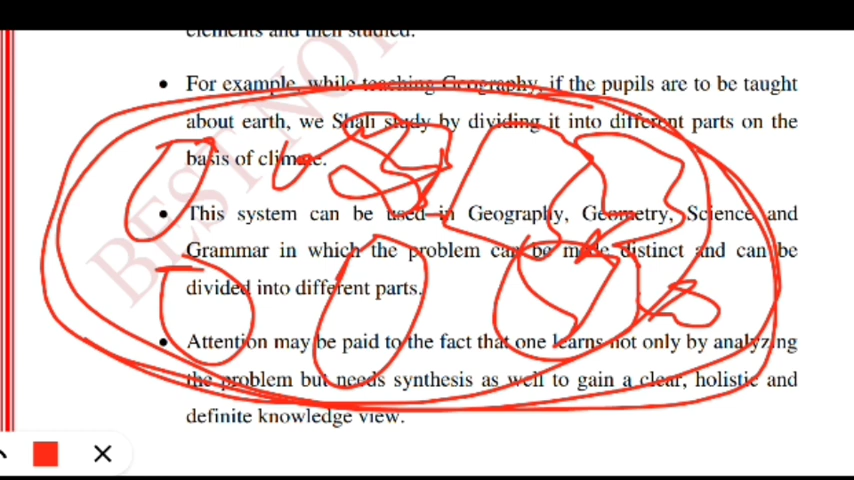 elements and then studied.
• For example, while teaching Geography, if the pupils are to be taught
about earth, we Shall study by dividing it into different parts on the
basis of climate.
• This system can be used in Geography, Geometry, Science and
Grammar in which the problem can be made distinct and can be
divided into different parts.
• Attention may be paid to the fact that one learns not only by analyzing
the problem but needs synthesis as well to gain a clear, holistic and
definite knowledge view.
BEST NO